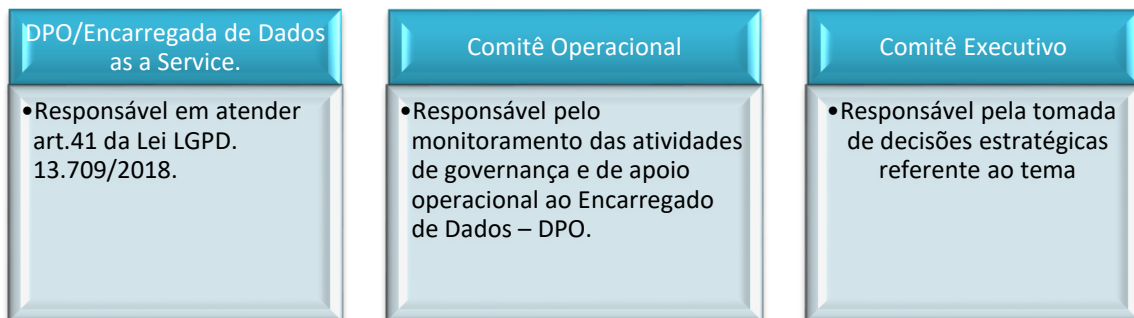 DPO/Encarregada de Dados
as a Service.
•Responsável em atender
art.41 da Lei LGPD.
13.709/2018.
Comitê Operacional
•Responsável pelo
monitoramento das atividades
de governança e de apoio
operacional ao Encarregado
de Dados – DPO.
Comitê Executivo
•Responsável pela tomada
de decisões estratégicas
referente ao tema